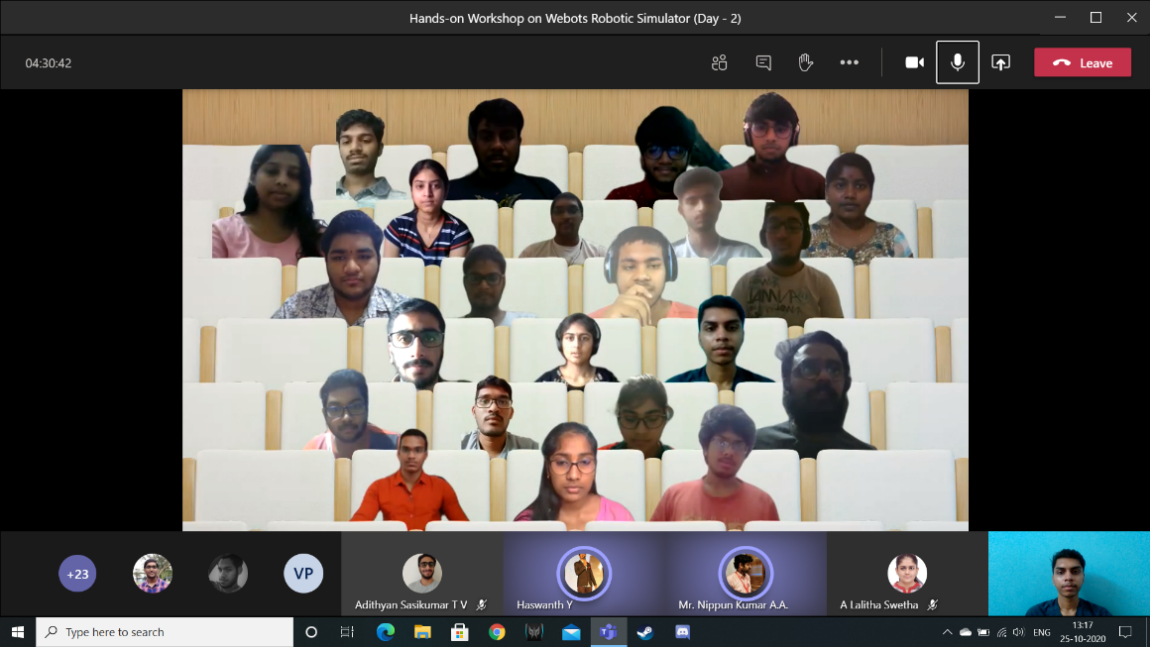 Hands-on Workshop on Webots Robotic Simulator (Day - 2)
04:30:42
Leave
+23
VP
Adithyan Sasikumar T V
Haswanth Y
Mr. Nippun Kumar A.A.
A Lalitha Swetha
Type here to search
ENG
13:17
25-10-2020